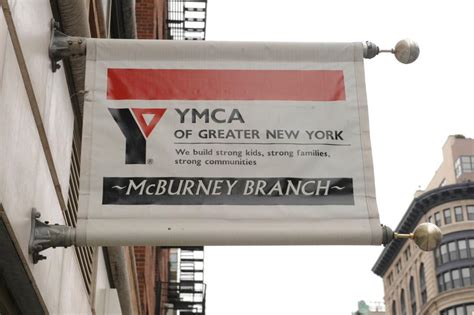 YMCA
OF GREATER NEW YORK
We build strong kids, strong families,
strong communities
~McBURNEY BRANCH~